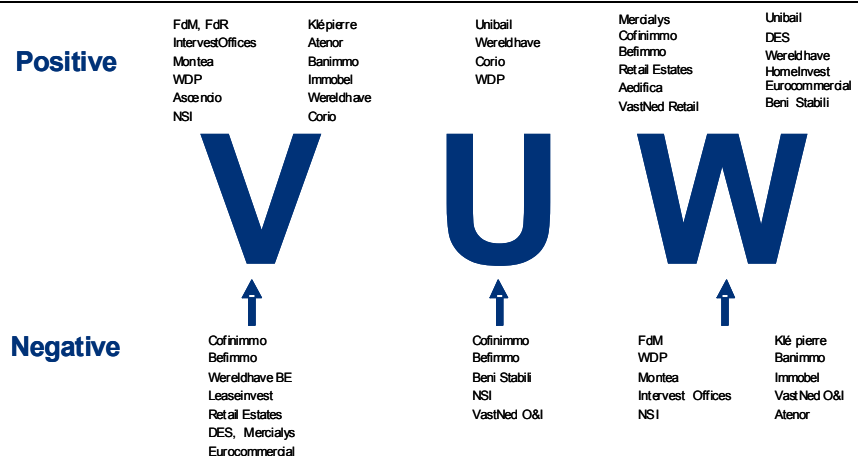 Positive
FdM, FdR
IntervestOffices
Montea
WDP
Ascencio
NSI
Klépierre
Atenor
Banimmo
Immobel
Wereldhave
Corio
Unibail
Wereldhave
Corio
WDP
Mercialys
Cofinimmo
Befimmo
Retail Estates
Aedifica
VastNed Retail
Unibail
DES
Wereldhave
HomeInvest
Eurocommercial
Beni Stabili
V
U
W
Negative
Cofinimmo
Befimmo
Wereldhave BE
Leaseinvest
Retail Estates
DES, Mercialys
Eurocommercial
Cofinimmo
Befimmo
Beni Stabili
NSI
VastNed O&I
FdM
WDP
Montea
Intervest Offices
NSI
Klé pierre
Banimmo
Immobel
VastNed O&I
Atenor